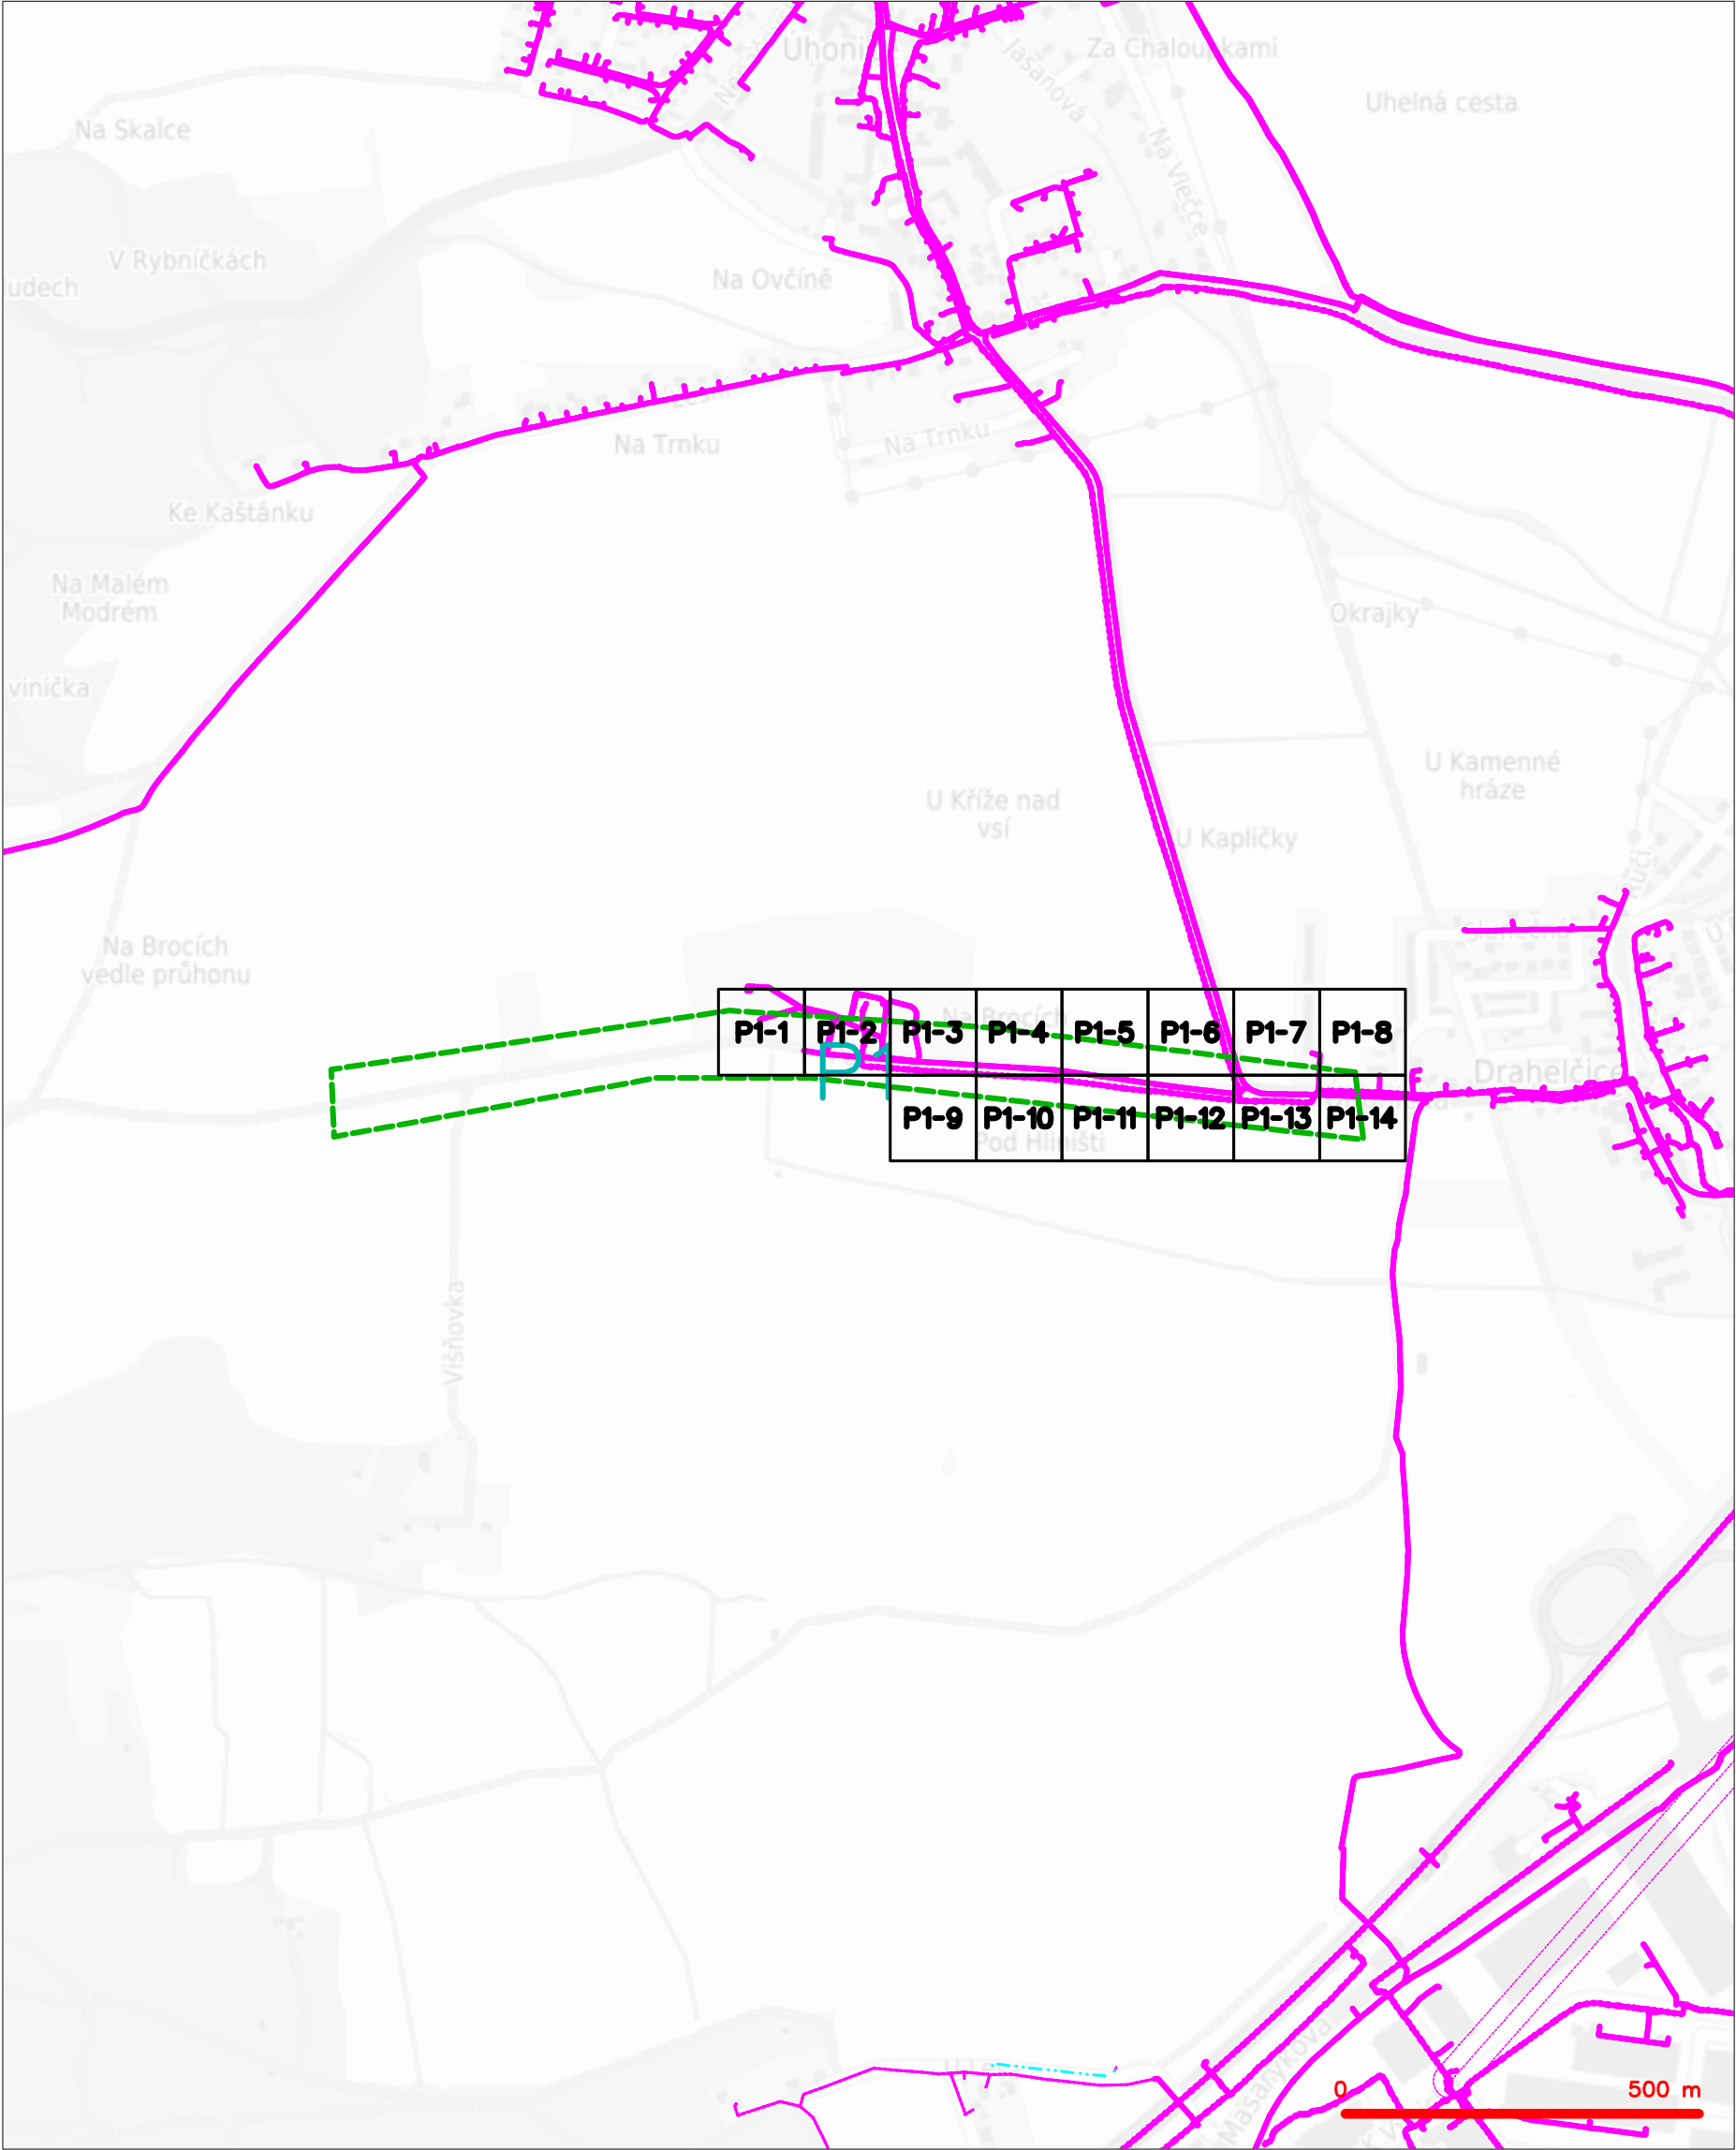 Za Chaloupkami
Jasanová
Uhelná cesta
Na Skalce
Na Vlečce
V Rybníčkách
Na Ovčíně
Na Trnku
Na Trnku
Ke Kaštánku
Na Malém
Modrém
Okrajky
vinička
U Kamenné
hráze
U Kříže nad
vsí
U Kapličky
Na Brocích
vedle průhonu
Na Brocích
P1-1
P1-2
P1-3
P1-4
P1-5
P1-6
P1-7
P1-8
P1
Drahelčice
P1-9
P1-10
P1-11
P1-12
P1-13
P1-14
Pod Hliništi
Višňovka
Masarykova
0
500 m